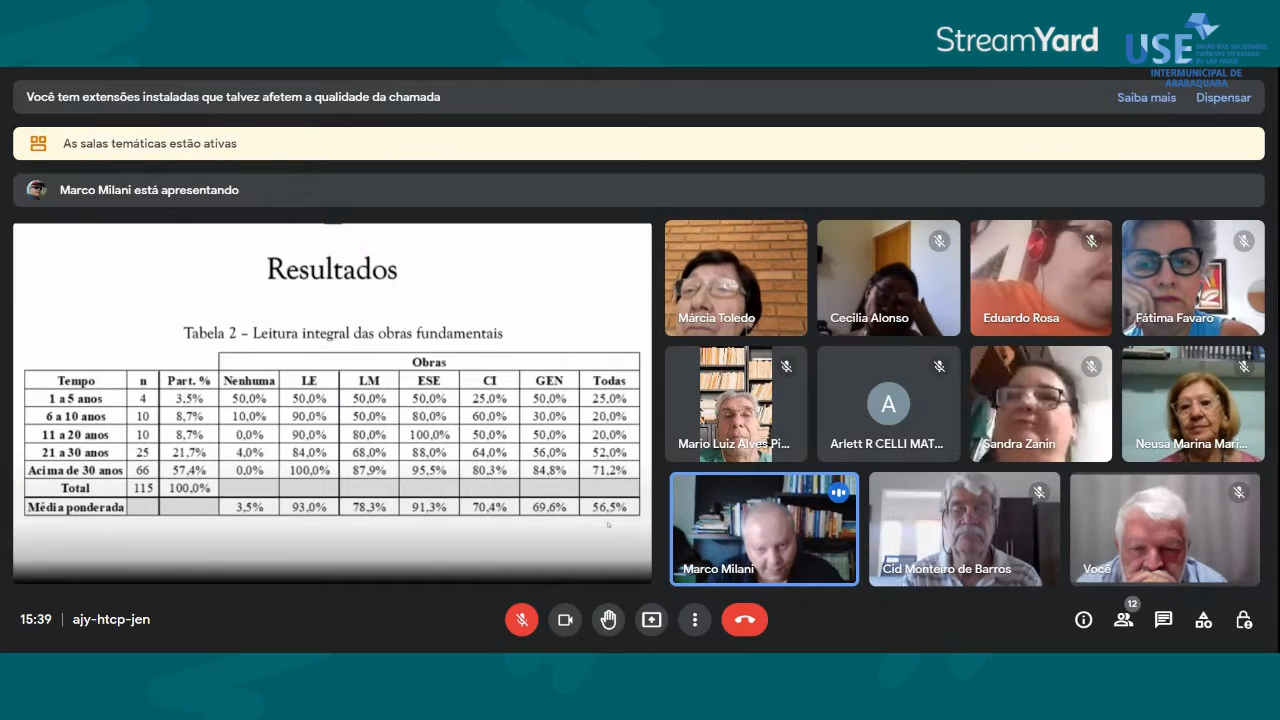 StreamYard
USE
UNIÃO DAS SOCIEDADES
ESPÍRITAS DO ESTADO
DE SÃO PAULO
INTERMUNICIPAL DE
ARARAQUARA
Você tem extensões instaladas que talvez afetem a qualidade da chamada
Saiba mais Dispensar
As salas temáticas estão ativas
Marco Milani está apresentando
Resultados
Tabela 2 – Leitura integral das obras fundamentais
Obras
Tempo n Part. % Nenhuma LE LM ESE CI GEN Todas
1 a 5 anos 4 3,5% 50,0% 50,0% 50,0% 50,0% 25,0% 50,0% 25,0%
6 a 10 anos 10 8,7% 10,0% 90,0% 50,0% 80,0% 60,0% 30,0% 20,0%
11 a 20 anos 10 8,7% 0,0% 90,0% 80,0% 100,0% 50,0% 50,0% 20,0%
21 a 30 anos 25 21,7% 4,0% 84,0% 68,0% 88,0% 64,0% 56,0% 52,0%
Acima de 30 anos 66 57,4% 0,0% 100,0% 87,9% 95,5% 80,3% 84,8% 71,2%
Total 115 100,0%
Média ponderada 3,5% 93,0% 78,3% 91,3% 70,4% 69,6% 56,5%
Márcia Toledo
Cecilia Alonso
Eduardo Rosa
Fátima Favaro
Mario Luiz Alves Pi...
A
Arlett R CELLI MAT...
Sandra Zanin
Neusa Marina Mari...
Marco Milani
Cid Monteiro de Barros
Você
15:39 ajy-htcp-jen
12